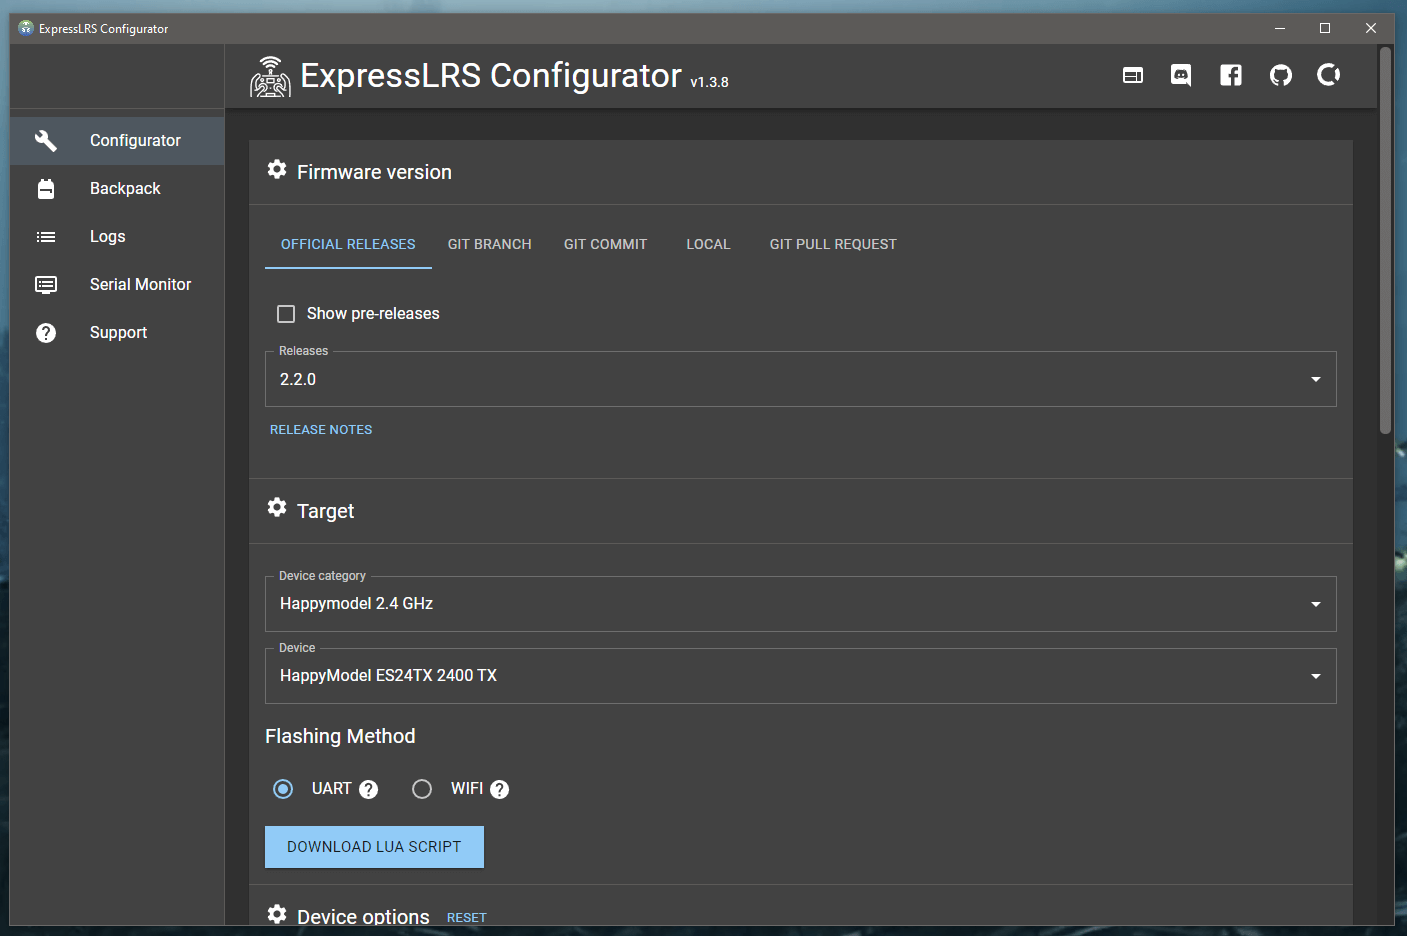 ExpressLRS Configurator
ExpressLRS Configurator v1.3.8
Configurator
Backpack
Logs
Serial Monitor
Support
Firmware version
OFFICIAL RELEASES GIT BRANCH GIT COMMIT LOCAL GIT PULL REQUEST
Show pre-releases
Releases
2.2.0
RELEASE NOTES
Target
Device category
Happymodel 2.4 GHz
Device
HappyModel ES24TX 2400 TX
Flashing Method
UART ? WIFI ?
DOWNLOAD LUA SCRIPT
Device options RESET